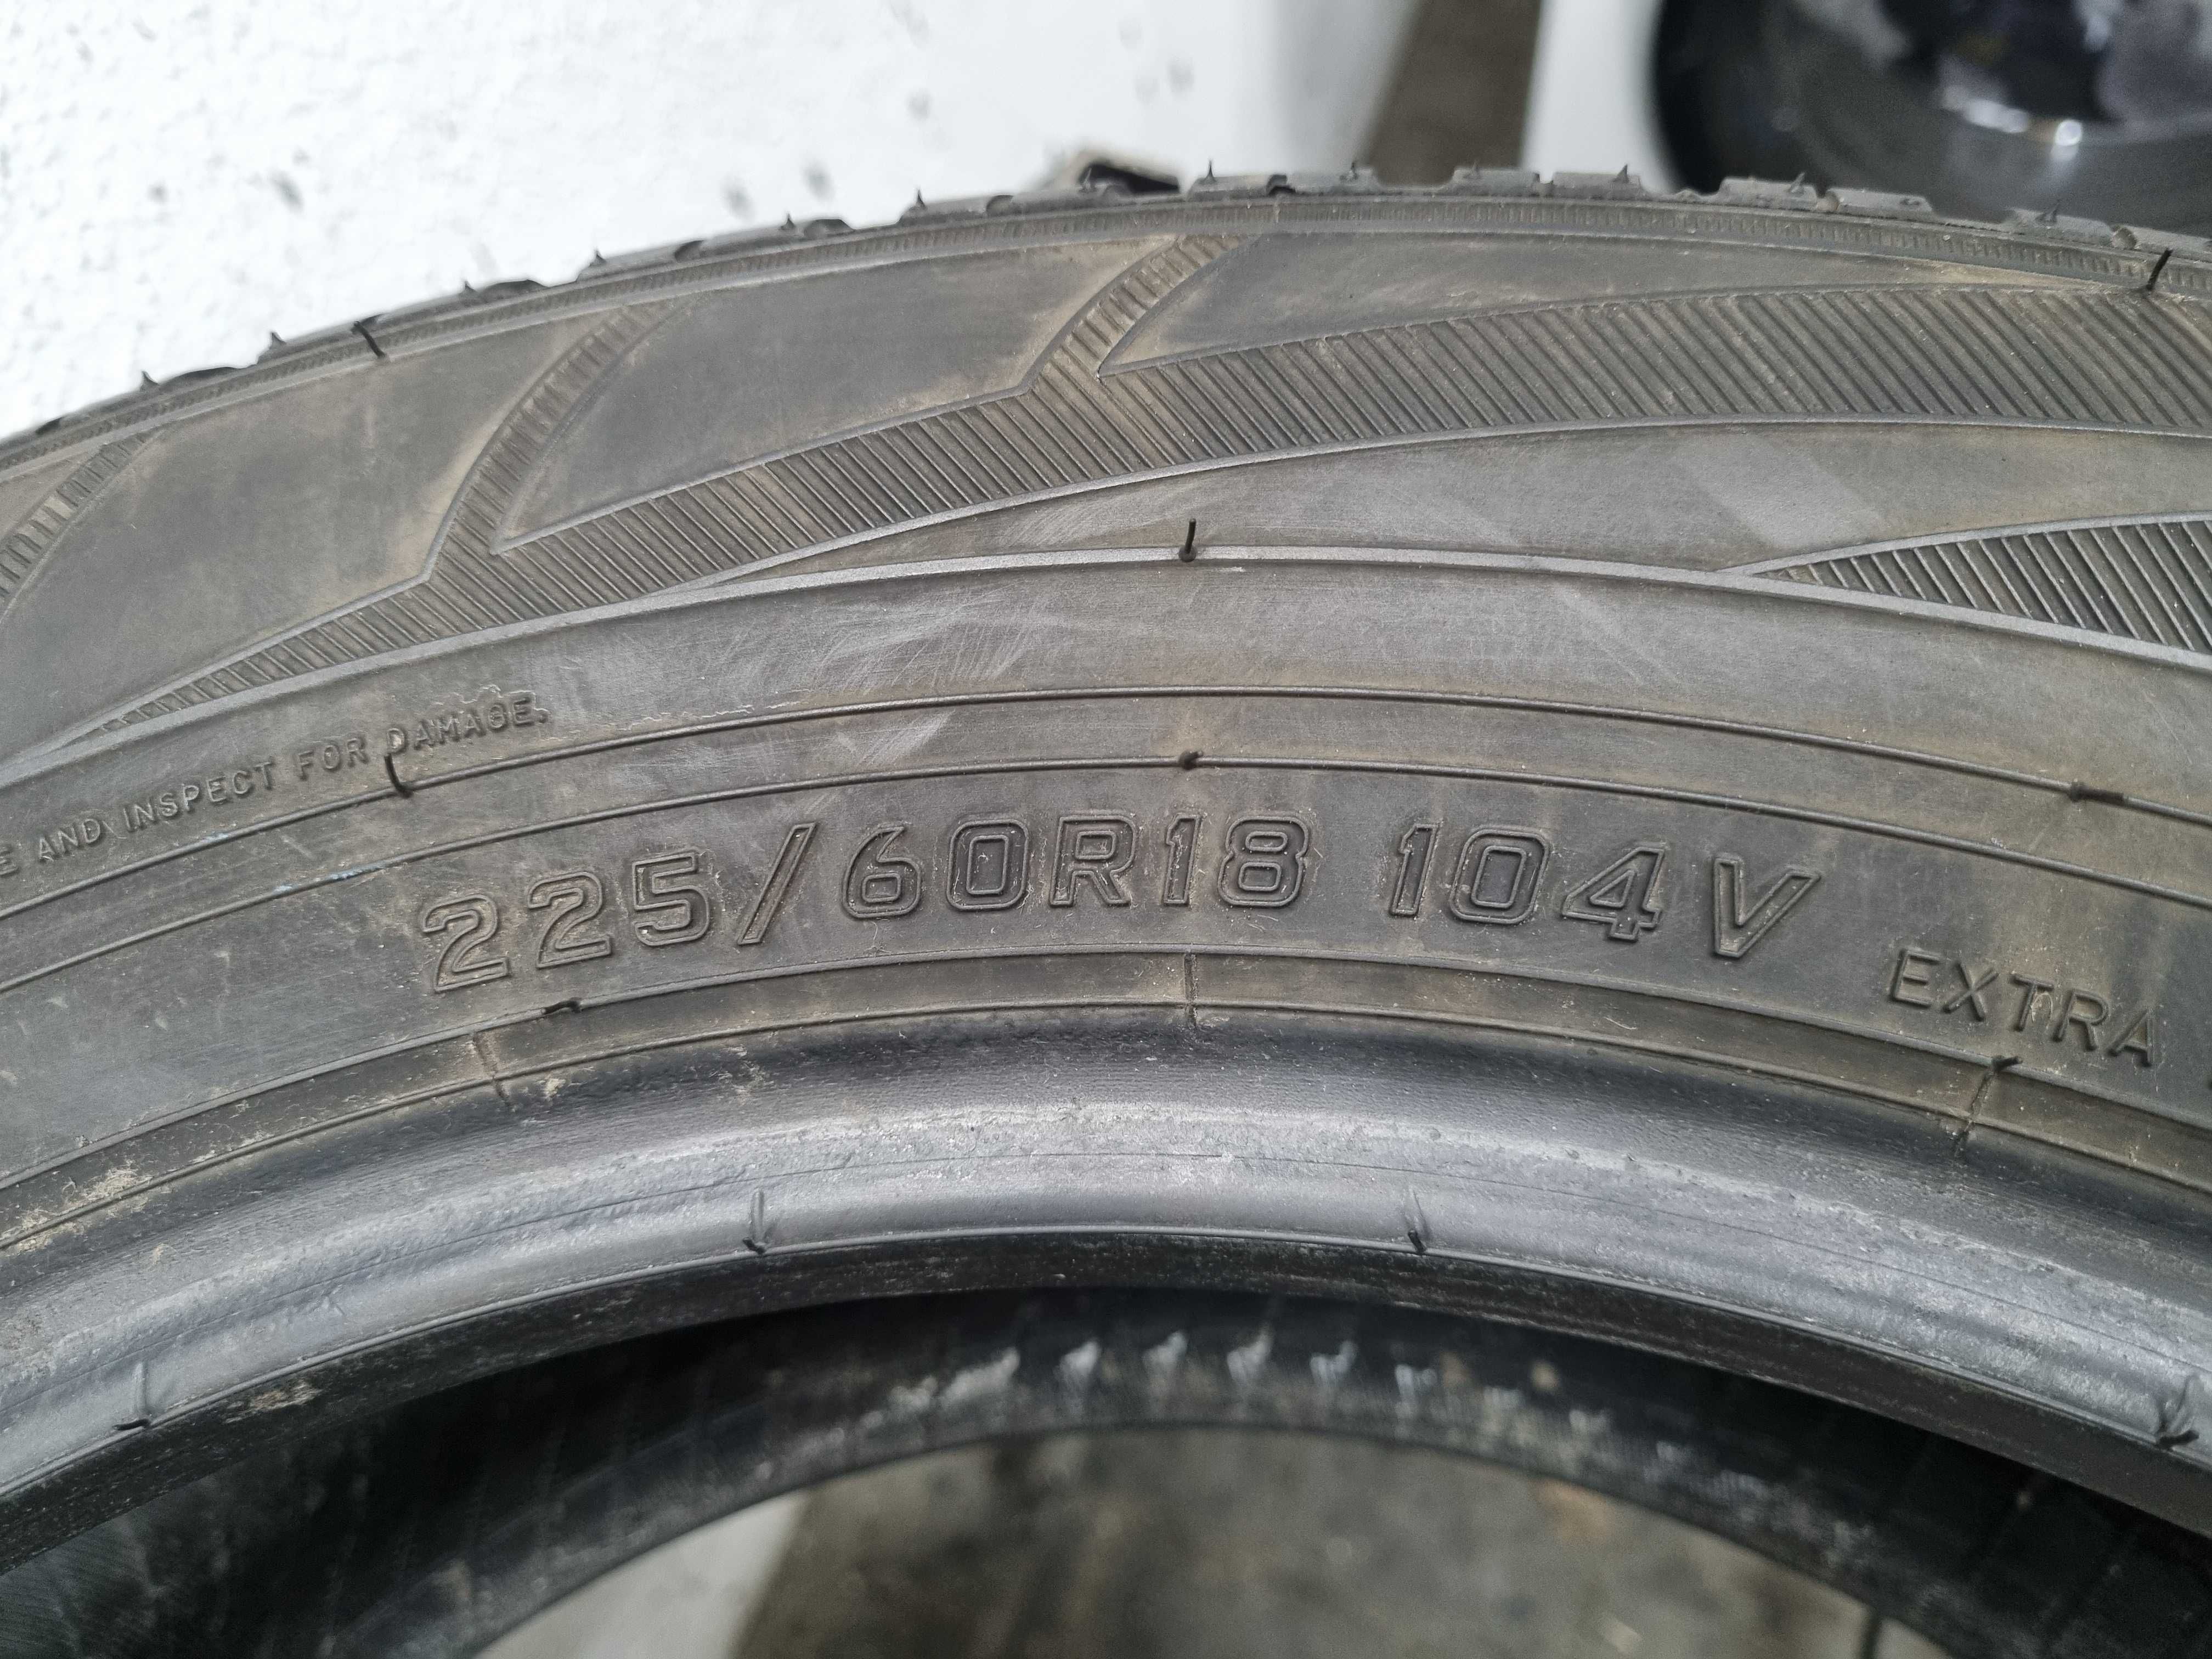 AND INSPECT FOR DAMAGE.
225/60R18 104V
EXTRA